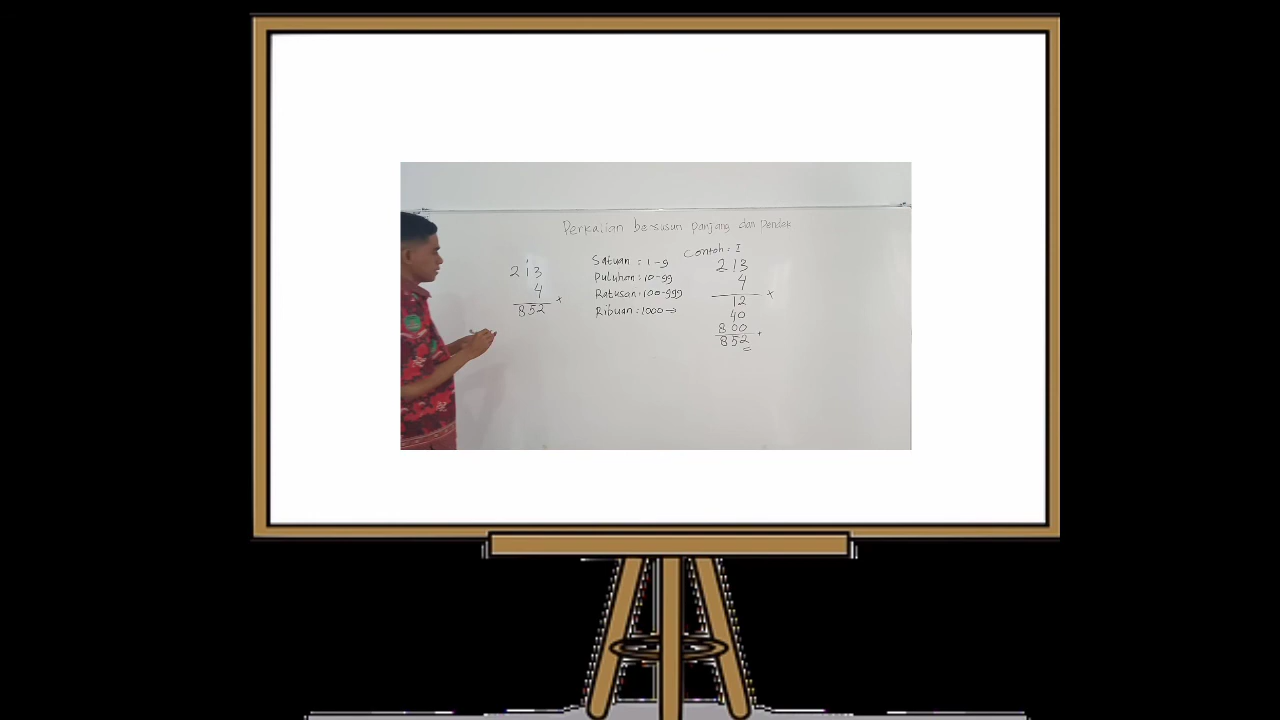 Perkalian bersusun Panjang dan Pendek
213
4
x
852
Satuan : 1-9
Puluhan : 10-99
Ratusan : 100-999
Ribuan : 1000 →
Contoh : I
213
4
x
12
40
800
+
852